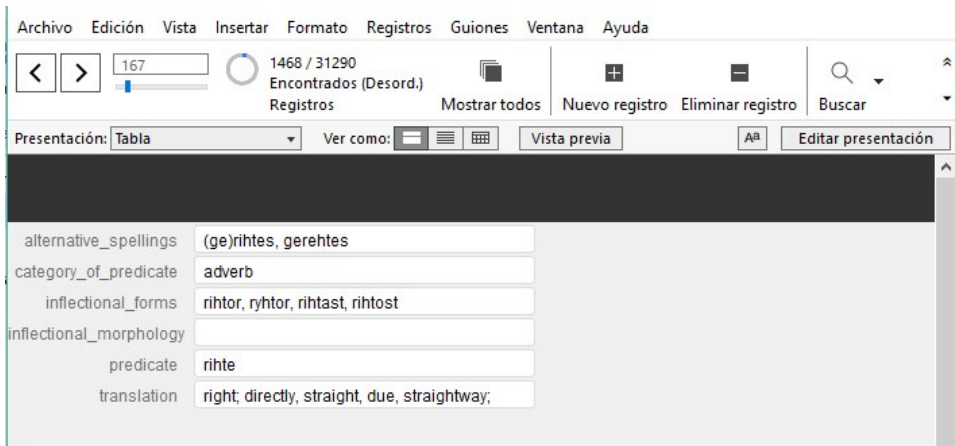 Archivo Edición Vista Insertar Formato Registros Guiones Ventana Ayuda
167
1468 / 31290
Encontrados (Desord.)
Registros
Mostrar todos
Nuevo registro
Eliminar registro
Buscar
Presentación: Tabla
Ver como:
Vista previa
Aa
Editar presentación
alternative_spellings (ge)rihtes, gerehtes
category_of_predicate adverb
inflectional_forms rihtor, ryhtor, rihtast, rihtost
inflectional_morphology
predicate rihte
translation right; directly, straight, due, straightway;